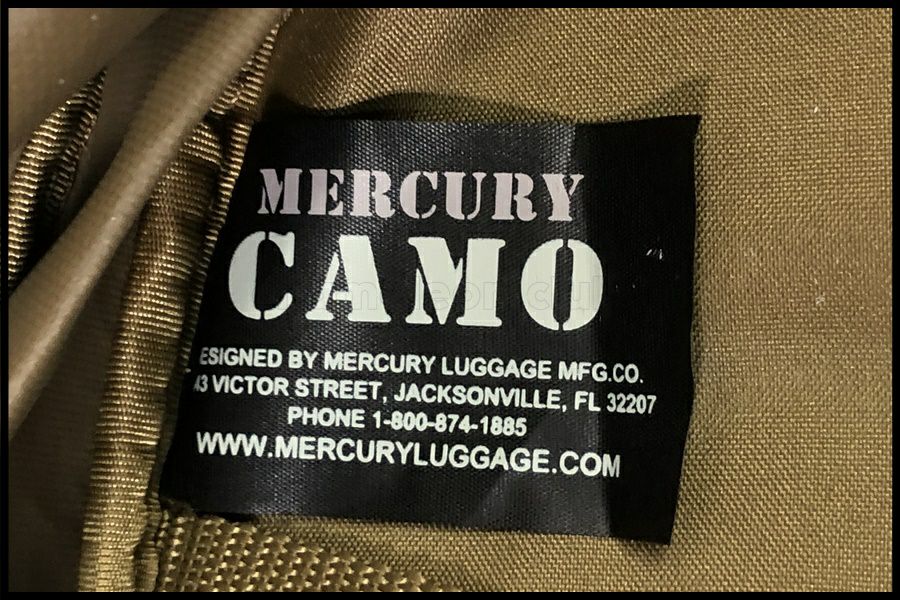 MERCURY
CAMO
ESIGNED BY MERCURY LUGGAGE MFG.CO.
43 VICTOR STREET, JACKSONVILLE, FL 32207
PHONE 1-800-874-1885
WWW.MERCURYLUGGAGE.COM